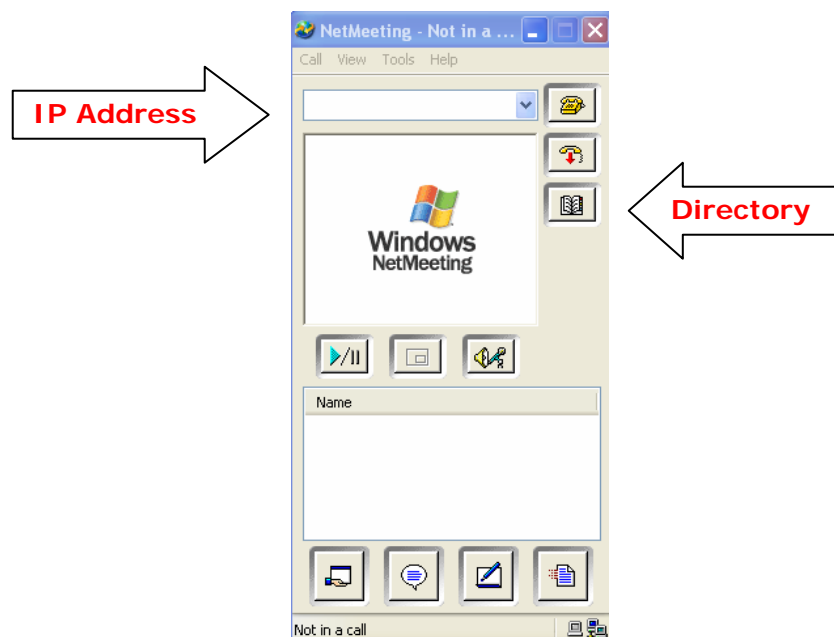 NetMeeting - Not in a ...
Call View Tools Help
IP Address
Directory
Windows
NetMeeting
Name
Not in a call